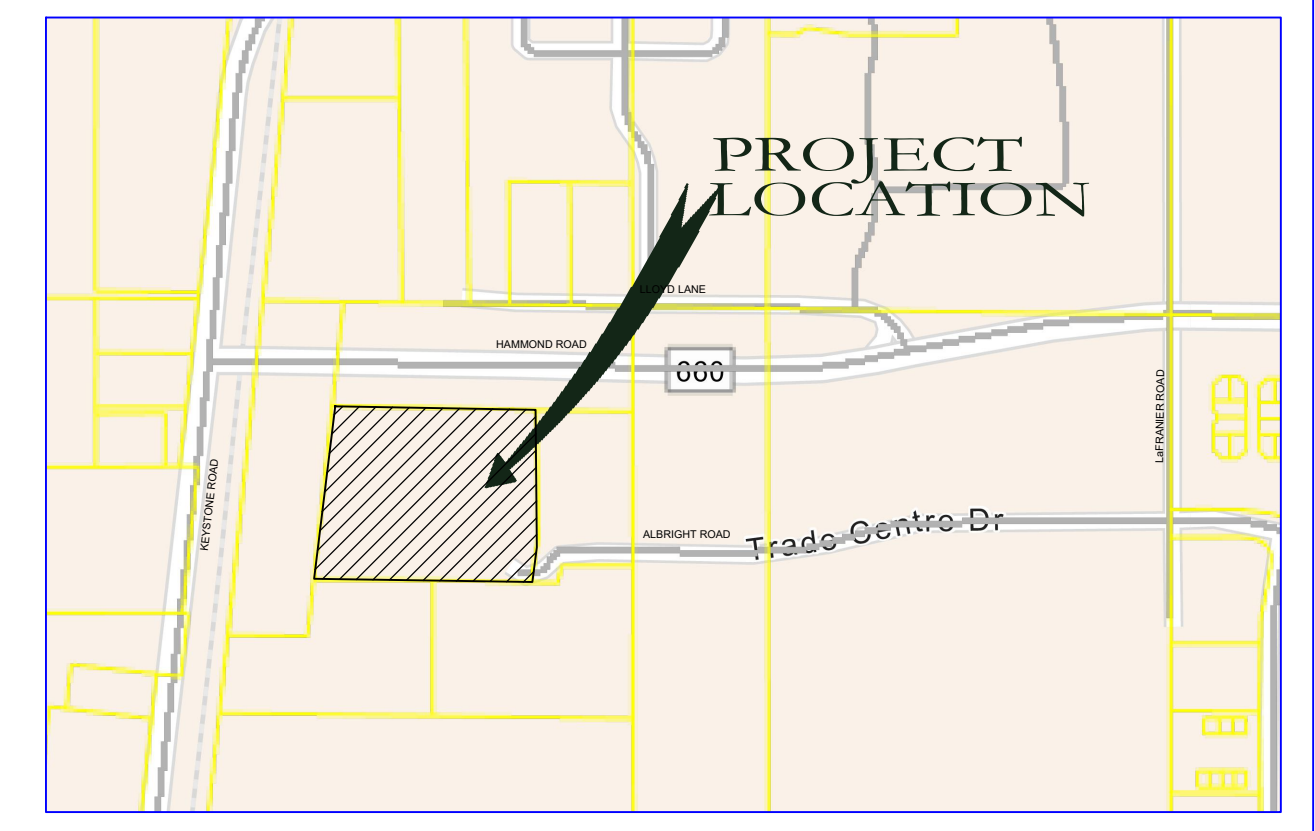 PROJECT
LOCATION
LLOYD LANE
HAMMOND ROAD
660
LaFRANIER ROAD
KEYSTONE ROAD
ALBRIGHT ROAD
Trade Centre Dr